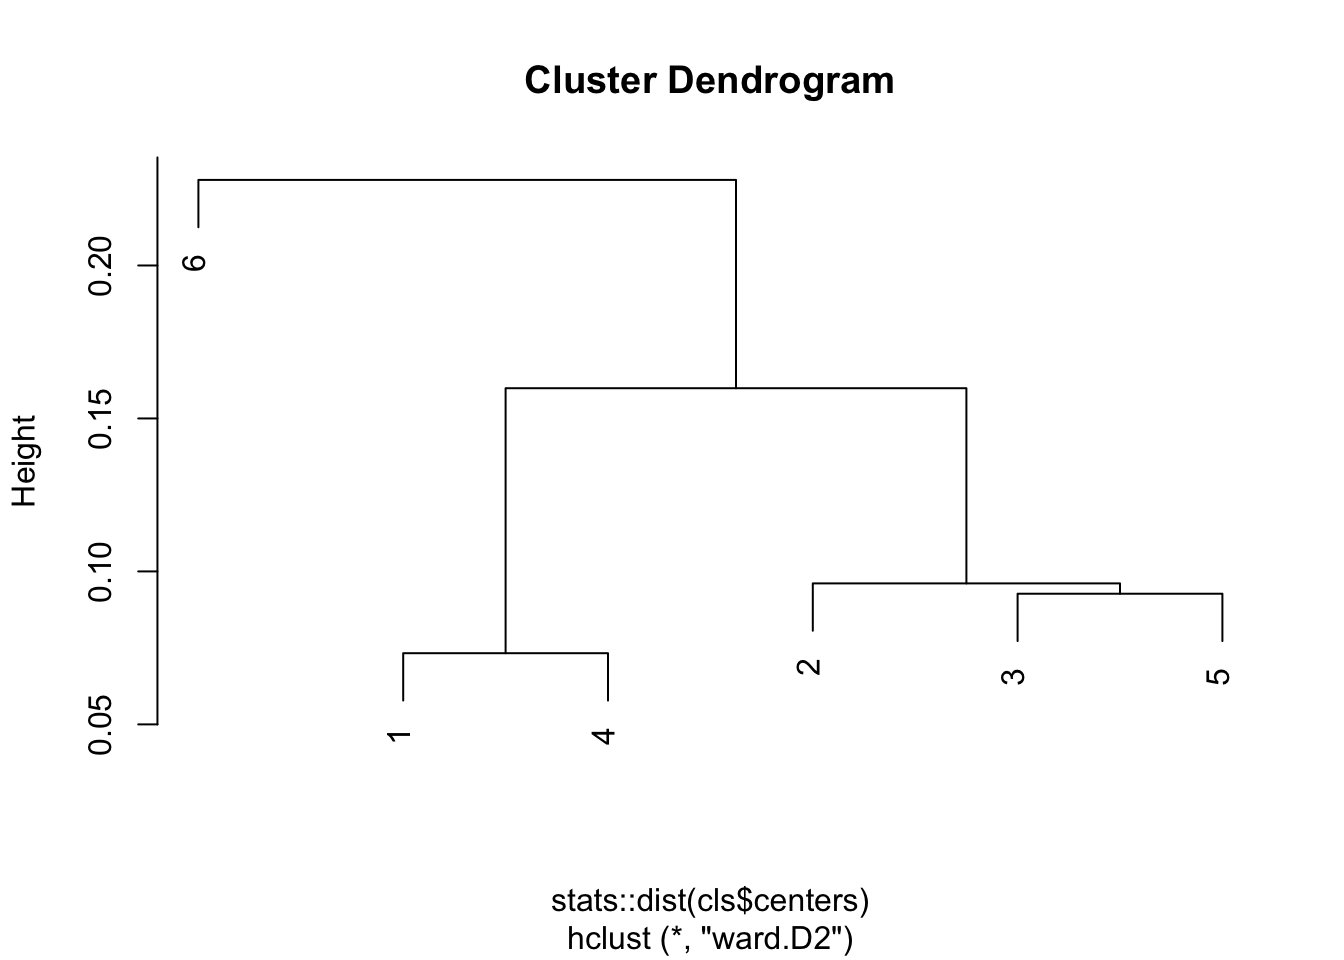 Cluster Dendrogram
Height
0.20
0.15
0.10
0.05
6
1
4
2
3
5
stats::dist(cls$centers)
hclust (*, "ward.D2")